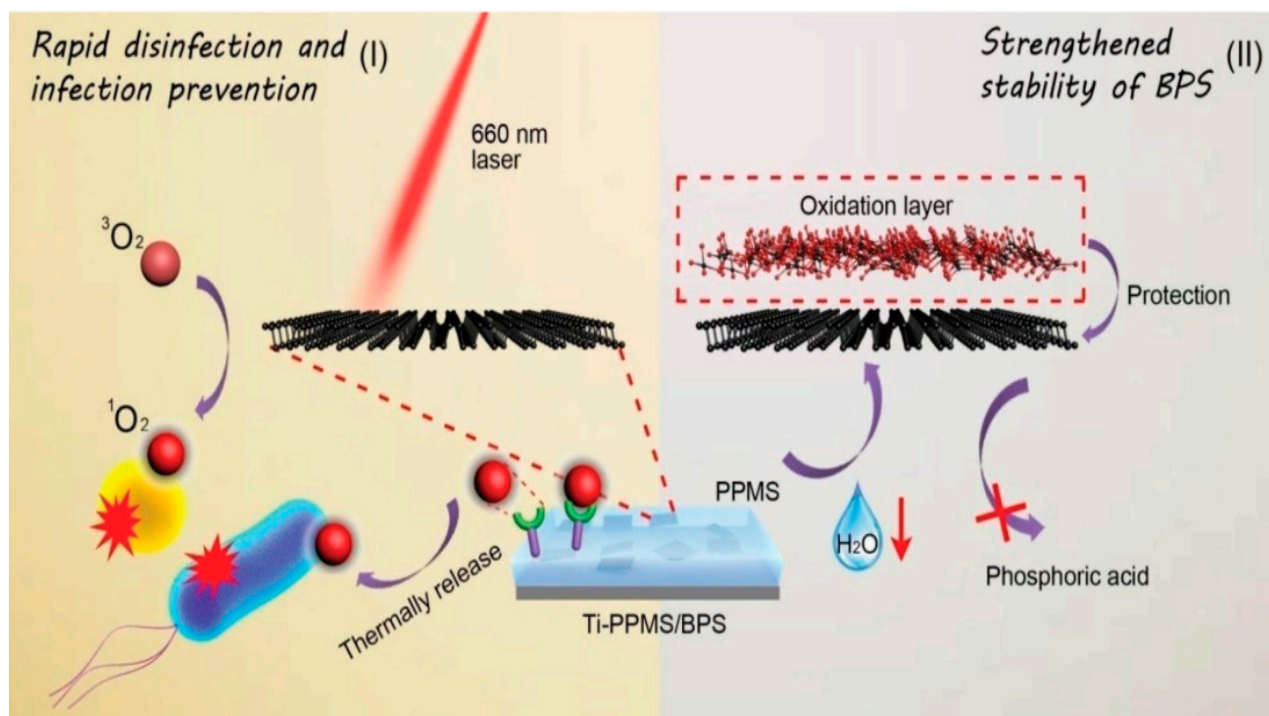 Rapid disinfection and (I)
infection prevention
660 nm
laser
³O₂
¹O₂
Thermally release
Ti-PPMS/BPS
Strengthened (II)
stability of BPS
Oxidation layer
Protection
PPMS
H₂O
Phosphoric acid